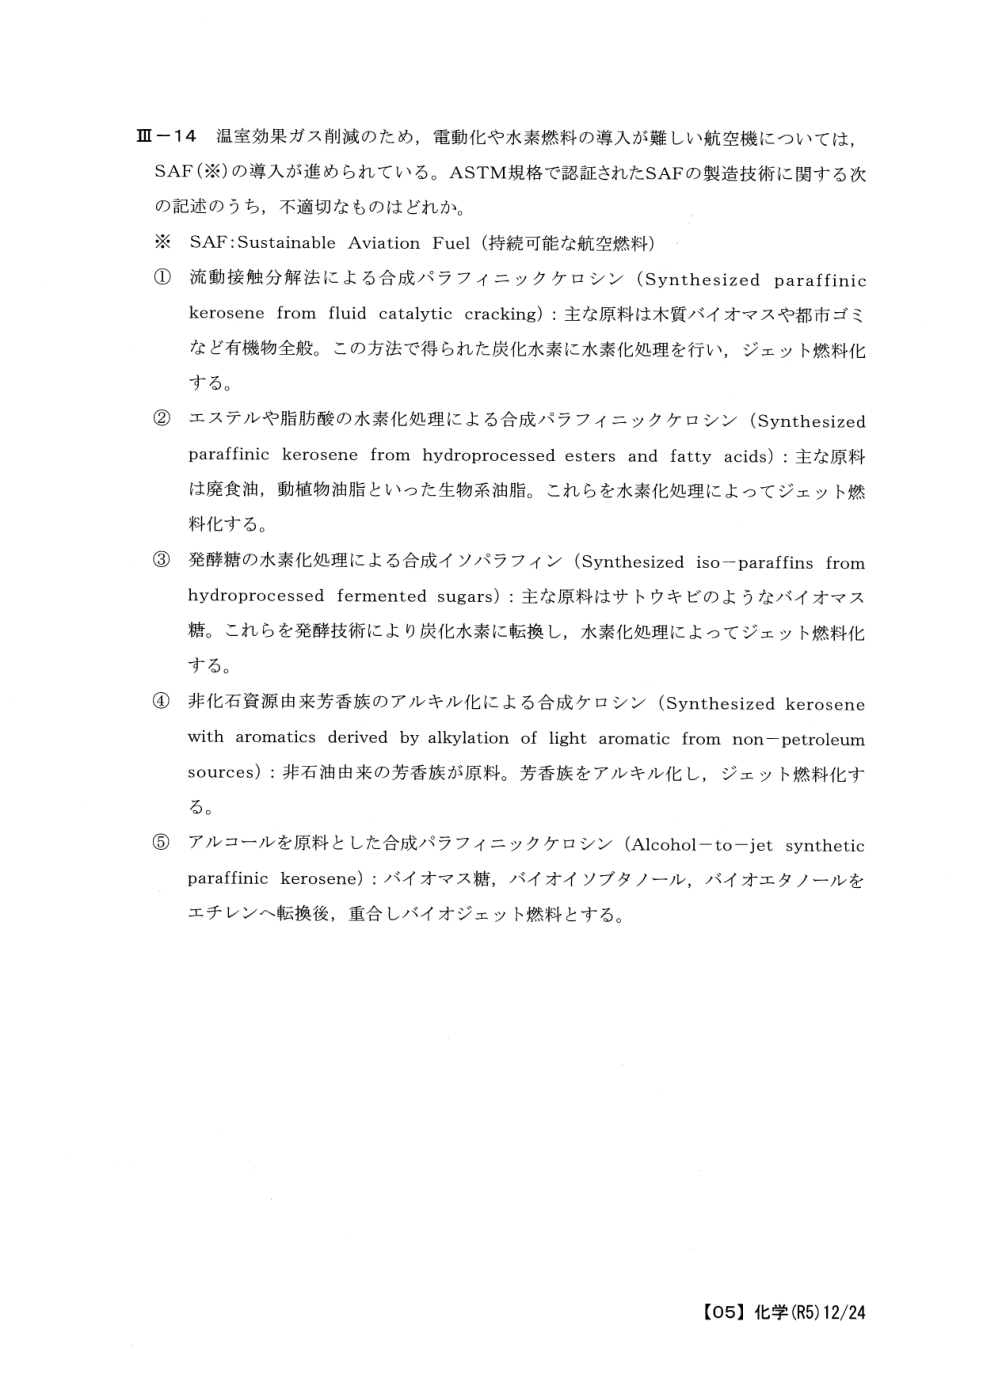 Ⅲ－14　温室効果ガス削減のため，電動化や水素燃料の導入が難しい航空機については，
SAF(※)の導入が進められている。ASTM規格で認証されたSAFの製造技術に関する次
の記述のうち，不適切なものはどれか。
※　SAF：Sustainable Aviation Fuel（持続可能な航空燃料）
①　流動接触分解法による合成パラフィニックケロシン（Synthesized paraffinic
kerosene from fluid catalytic cracking）：主な原料は木質バイオマスや都市ゴミ
など有機物全般。この方法で得られた炭化水素に水素化処理を行い，ジェット燃料化
する。
②　エステルや脂肪酸の水素化処理による合成パラフィニックケロシン（Synthesized
paraffinic kerosene from hydroprocessed esters and fatty acids）：主な原料
は廃食油，動植物油脂といった生物系油脂。これらを水素化処理によってジェット燃
料化する。
③　発酵糖の水素化処理による合成イソパラフィン（Synthesized iso－paraffins from
hydroprocessed fermented sugars）：主な原料はサトウキビのようなバイオマス
糖。これらを発酵技術により炭化水素に転換し，水素化処理によってジェット燃料化
する。
④　非化石資源由来芳香族のアルキル化による合成ケロシン（Synthesized kerosene
with aromatics derived by alkylation of light aromatic from non－petroleum
sources）：非石油由来の芳香族が原料。芳香族をアルキル化し，ジェット燃料化す
る。
⑤　アルコールを原料とした合成パラフィニックケロシン（Alcohol－to－jet synthetic
paraffinic kerosene）：バイオマス糖，バイオイソブタノール，バイオエタノールを
エチレンへ転換後，重合しバイオジェット燃料とする。
【05】化学(R5)12/24